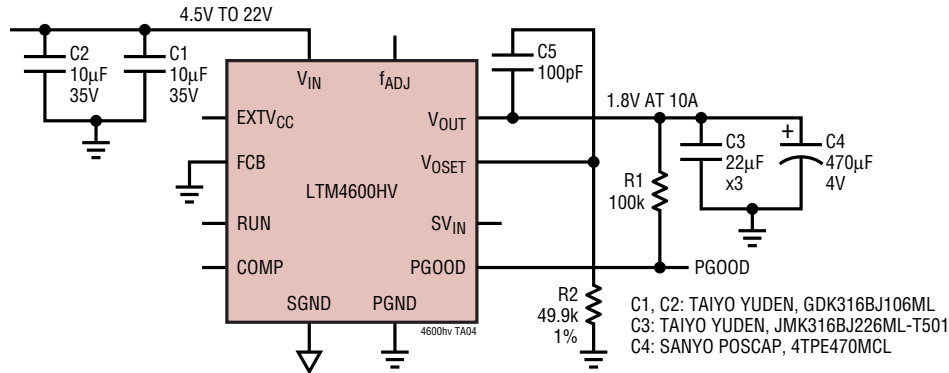 4.5V TO 22V
C2
10µF
35V
C1
10µF
35V
C5
100pF
VIN
fADJ
1.8V AT 10A
EXTVCC
VOUT
+
C3
22µF
x3
C4
470µF
4V
FCB
VOSET
LTM4600HV
R1
100k
RUN
SVIN
COMP
PGOOD
PGOOD
SGND
PGND
R2
49.9k
1%
4600hv TA04
C1, C2: TAIYO YUDEN, GDK316BJ106ML
C3: TAIYO YUDEN, JMK316BJ226ML-T501
C4: SANYO POSCAP, 4TPE470MCL